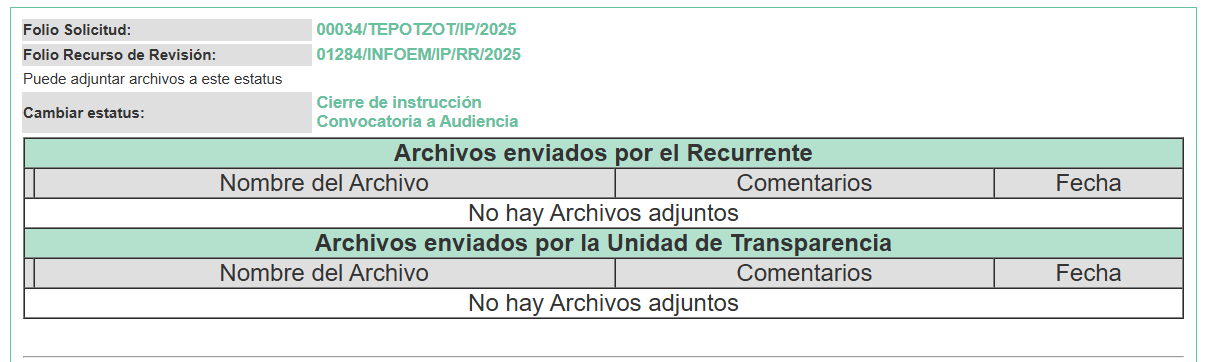 Folio Solicitud: 00034/TEPOTZOT/IP/2025
Folio Recurso de Revisión: 01284/INFOEM/IP/RR/2025
Puede adjuntar archivos a este estatus
Cambiar estatus: Cierre de instrucción
Convocatoria a Audiencia
Archivos enviados por el Recurrente
Nombre del Archivo Comentarios Fecha
No hay Archivos adjuntos
Archivos enviados por la Unidad de Transparencia
Nombre del Archivo Comentarios Fecha
No hay Archivos adjuntos